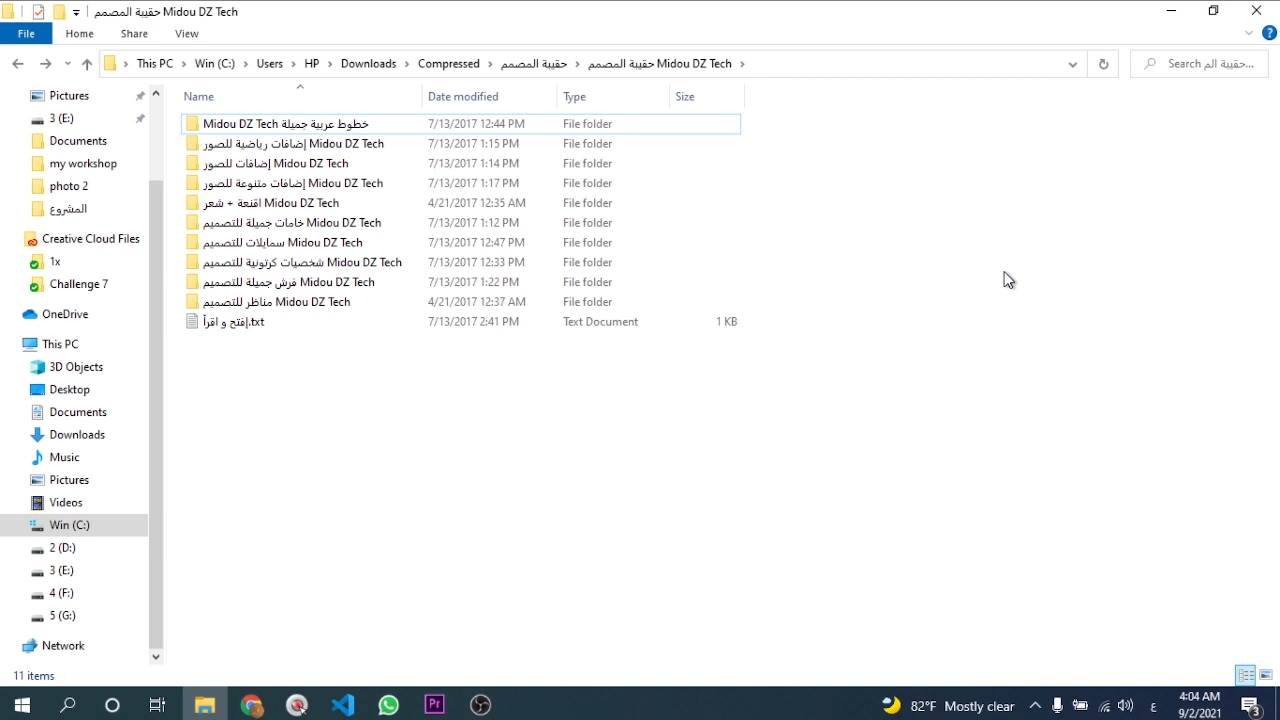 حقيبة المصمم Midou DZ Tech
File
Home
Share
View
This PC
Win (C:)
Users
HP
Downloads
Compressed
حقيبة المصمم
حقيبة المصمم Midou DZ Tech
Search حقيبة الم...
Name
Date modified
Type
Size
Midou DZ Tech خطوط عربية جميلة 7/13/2017 12:44 PM File folder
إضافات رياضية للصور Midou DZ Tech 7/13/2017 1:15 PM File folder
إضافات للصور Midou DZ Tech 7/13/2017 1:14 PM File folder
إضافات متنوعة للصور Midou DZ Tech 7/13/2017 1:17 PM File folder
اقنعة + شعر Midou DZ Tech 4/21/2017 12:35 AM File folder
خامات جميلة للتصميم Midou DZ Tech 7/13/2017 1:12 PM File folder
سمايلات للتصميم Midou DZ Tech 7/13/2017 12:47 PM File folder
شخصيات كرتونية للتصميم Midou DZ Tech 7/13/2017 12:33 PM File folder
فرش جميلة للتصميم Midou DZ Tech 7/13/2017 1:22 PM File folder
مناظر للتصميم Midou DZ Tech 4/21/2017 12:37 AM File folder
إفتح و اقرأ.txt 7/13/2017 2:41 PM Text Document 1 KB
Pictures
3 (E:)
Documents
my workshop
photo 2
المشروع
Creative Cloud Files
1x
Challenge 7
OneDrive
This PC
3D Objects
Desktop
Documents
Downloads
Music
Pictures
Videos
Win (C:)
2 (D:)
3 (E:)
4 (F:)
5 (G:)
Network
11 items
Pr
82°F Mostly clear
ع
4:04 AM
9/2/2021
3